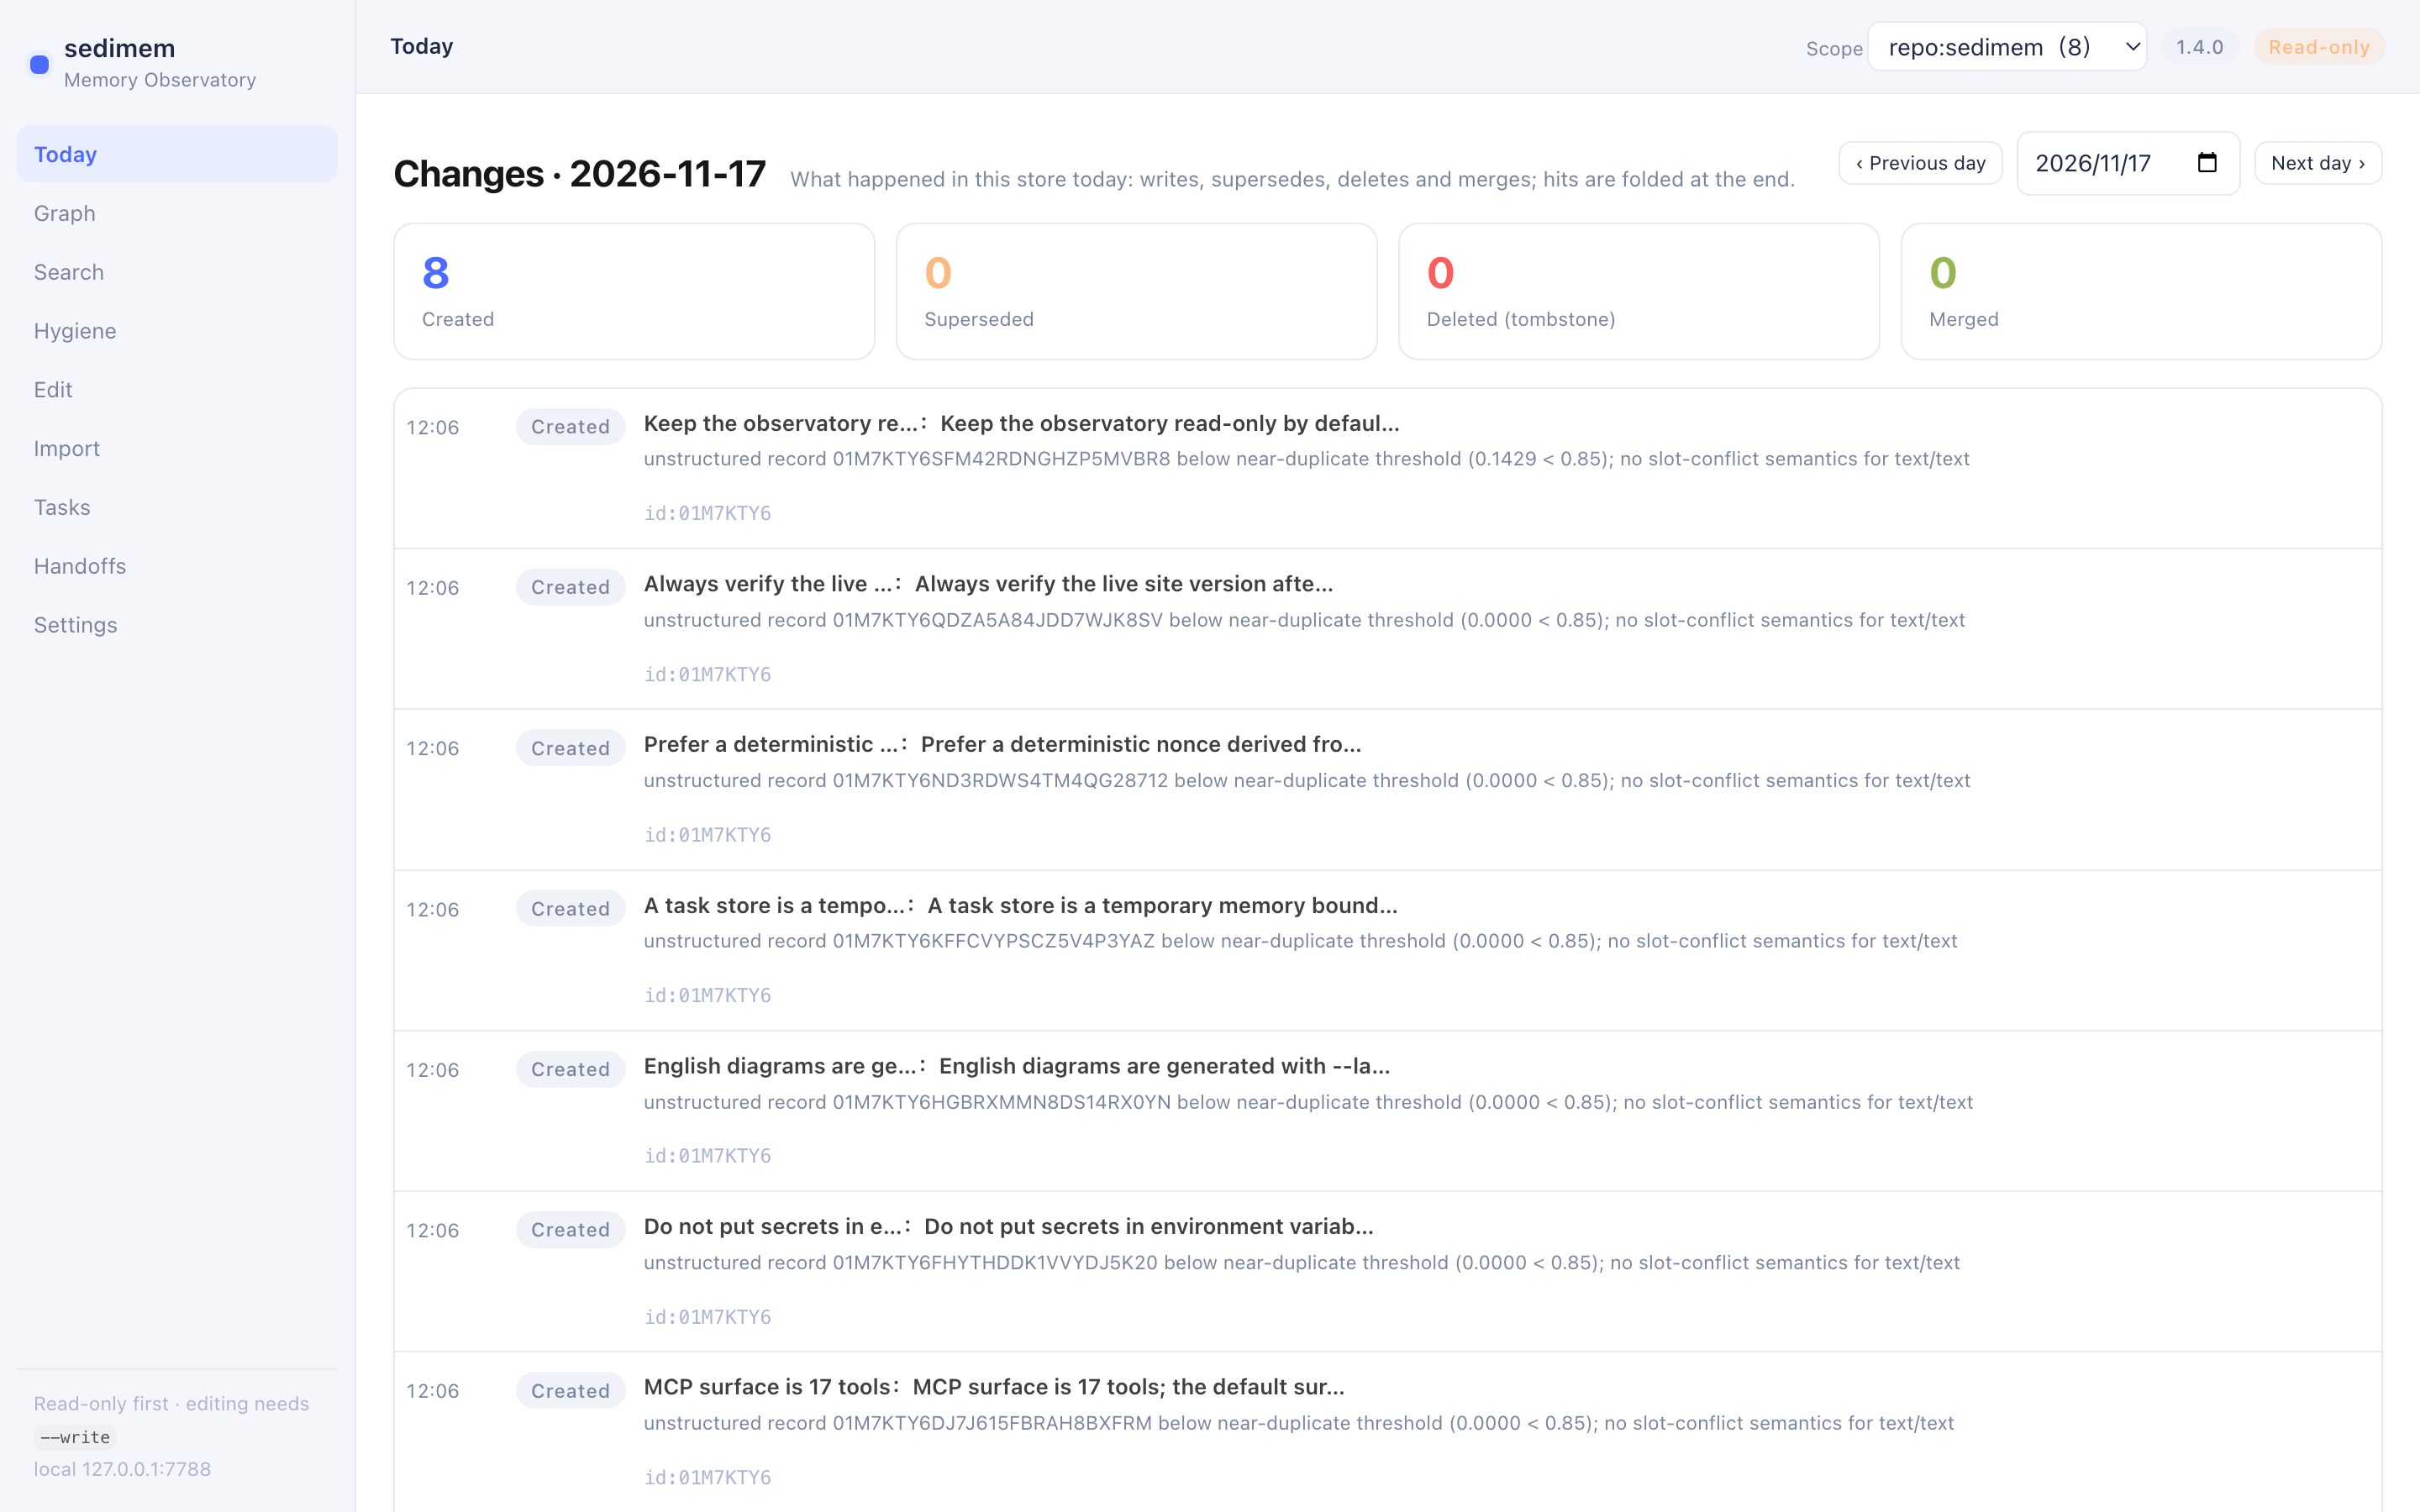 sedimem
Memory Observatory
Today
Graph
Search
Hygiene
Edit
Import
Tasks
Handoffs
Settings
Read-only first · editing needs
--write
local 127.0.0.1:7788
Today
Scope repo:sedimem (8) 1.4.0 Read-only
Changes · 2026-11-17 What happened in this store today: writes, supersedes, deletes and merges; hits are folded at the end. ‹ Previous day 2026/11/17 Next day ›
8 0 0 0
Created Superseded Deleted (tombstone) Merged
12:06 Created Keep the observatory re…： Keep the observatory read-only by defaul…
unstructured record 01M7KTY6SFM42RDNGHZP5MVBR8 below near-duplicate threshold (0.1429 < 0.85); no slot-conflict semantics for text/text
id:01M7KTY6
12:06 Created Always verify the live …： Always verify the live site version afte…
unstructured record 01M7KTY6QDZA5A84JDD7WJK8SV below near-duplicate threshold (0.0000 < 0.85); no slot-conflict semantics for text/text
id:01M7KTY6
12:06 Created Prefer a deterministic …： Prefer a deterministic nonce derived fro…
unstructured record 01M7KTY6ND3RDWS4TM4QG28712 below near-duplicate threshold (0.0000 < 0.85); no slot-conflict semantics for text/text
id:01M7KTY6
12:06 Created A task store is a tempo…： A task store is a temporary memory bound…
unstructured record 01M7KTY6KFFCVYPSCZ5V4P3YAZ below near-duplicate threshold (0.0000 < 0.85); no slot-conflict semantics for text/text
id:01M7KTY6
12:06 Created English diagrams are ge…： English diagrams are generated with --la…
unstructured record 01M7KTY6HGBRXMMN8DS14RX0YN below near-duplicate threshold (0.0000 < 0.85); no slot-conflict semantics for text/text
id:01M7KTY6
12:06 Created Do not put secrets in e…： Do not put secrets in environment variab…
unstructured record 01M7KTY6FHYTHDDK1VVYDJ5K20 below near-duplicate threshold (0.0000 < 0.85); no slot-conflict semantics for text/text
id:01M7KTY6
12:06 Created MCP surface is 17 tools： MCP surface is 17 tools; the default sur…
unstructured record 01M7KTY6DJ7J615FBRAH8BXFRM below near-duplicate threshold (0.0000 < 0.85); no slot-conflict semantics for text/text
id:01M7KTY6